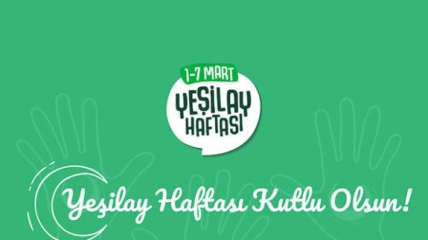 1-7 MART
YEŞİLAY
HAFTASI
Yeşilay Haftası Kutlu Olsun!